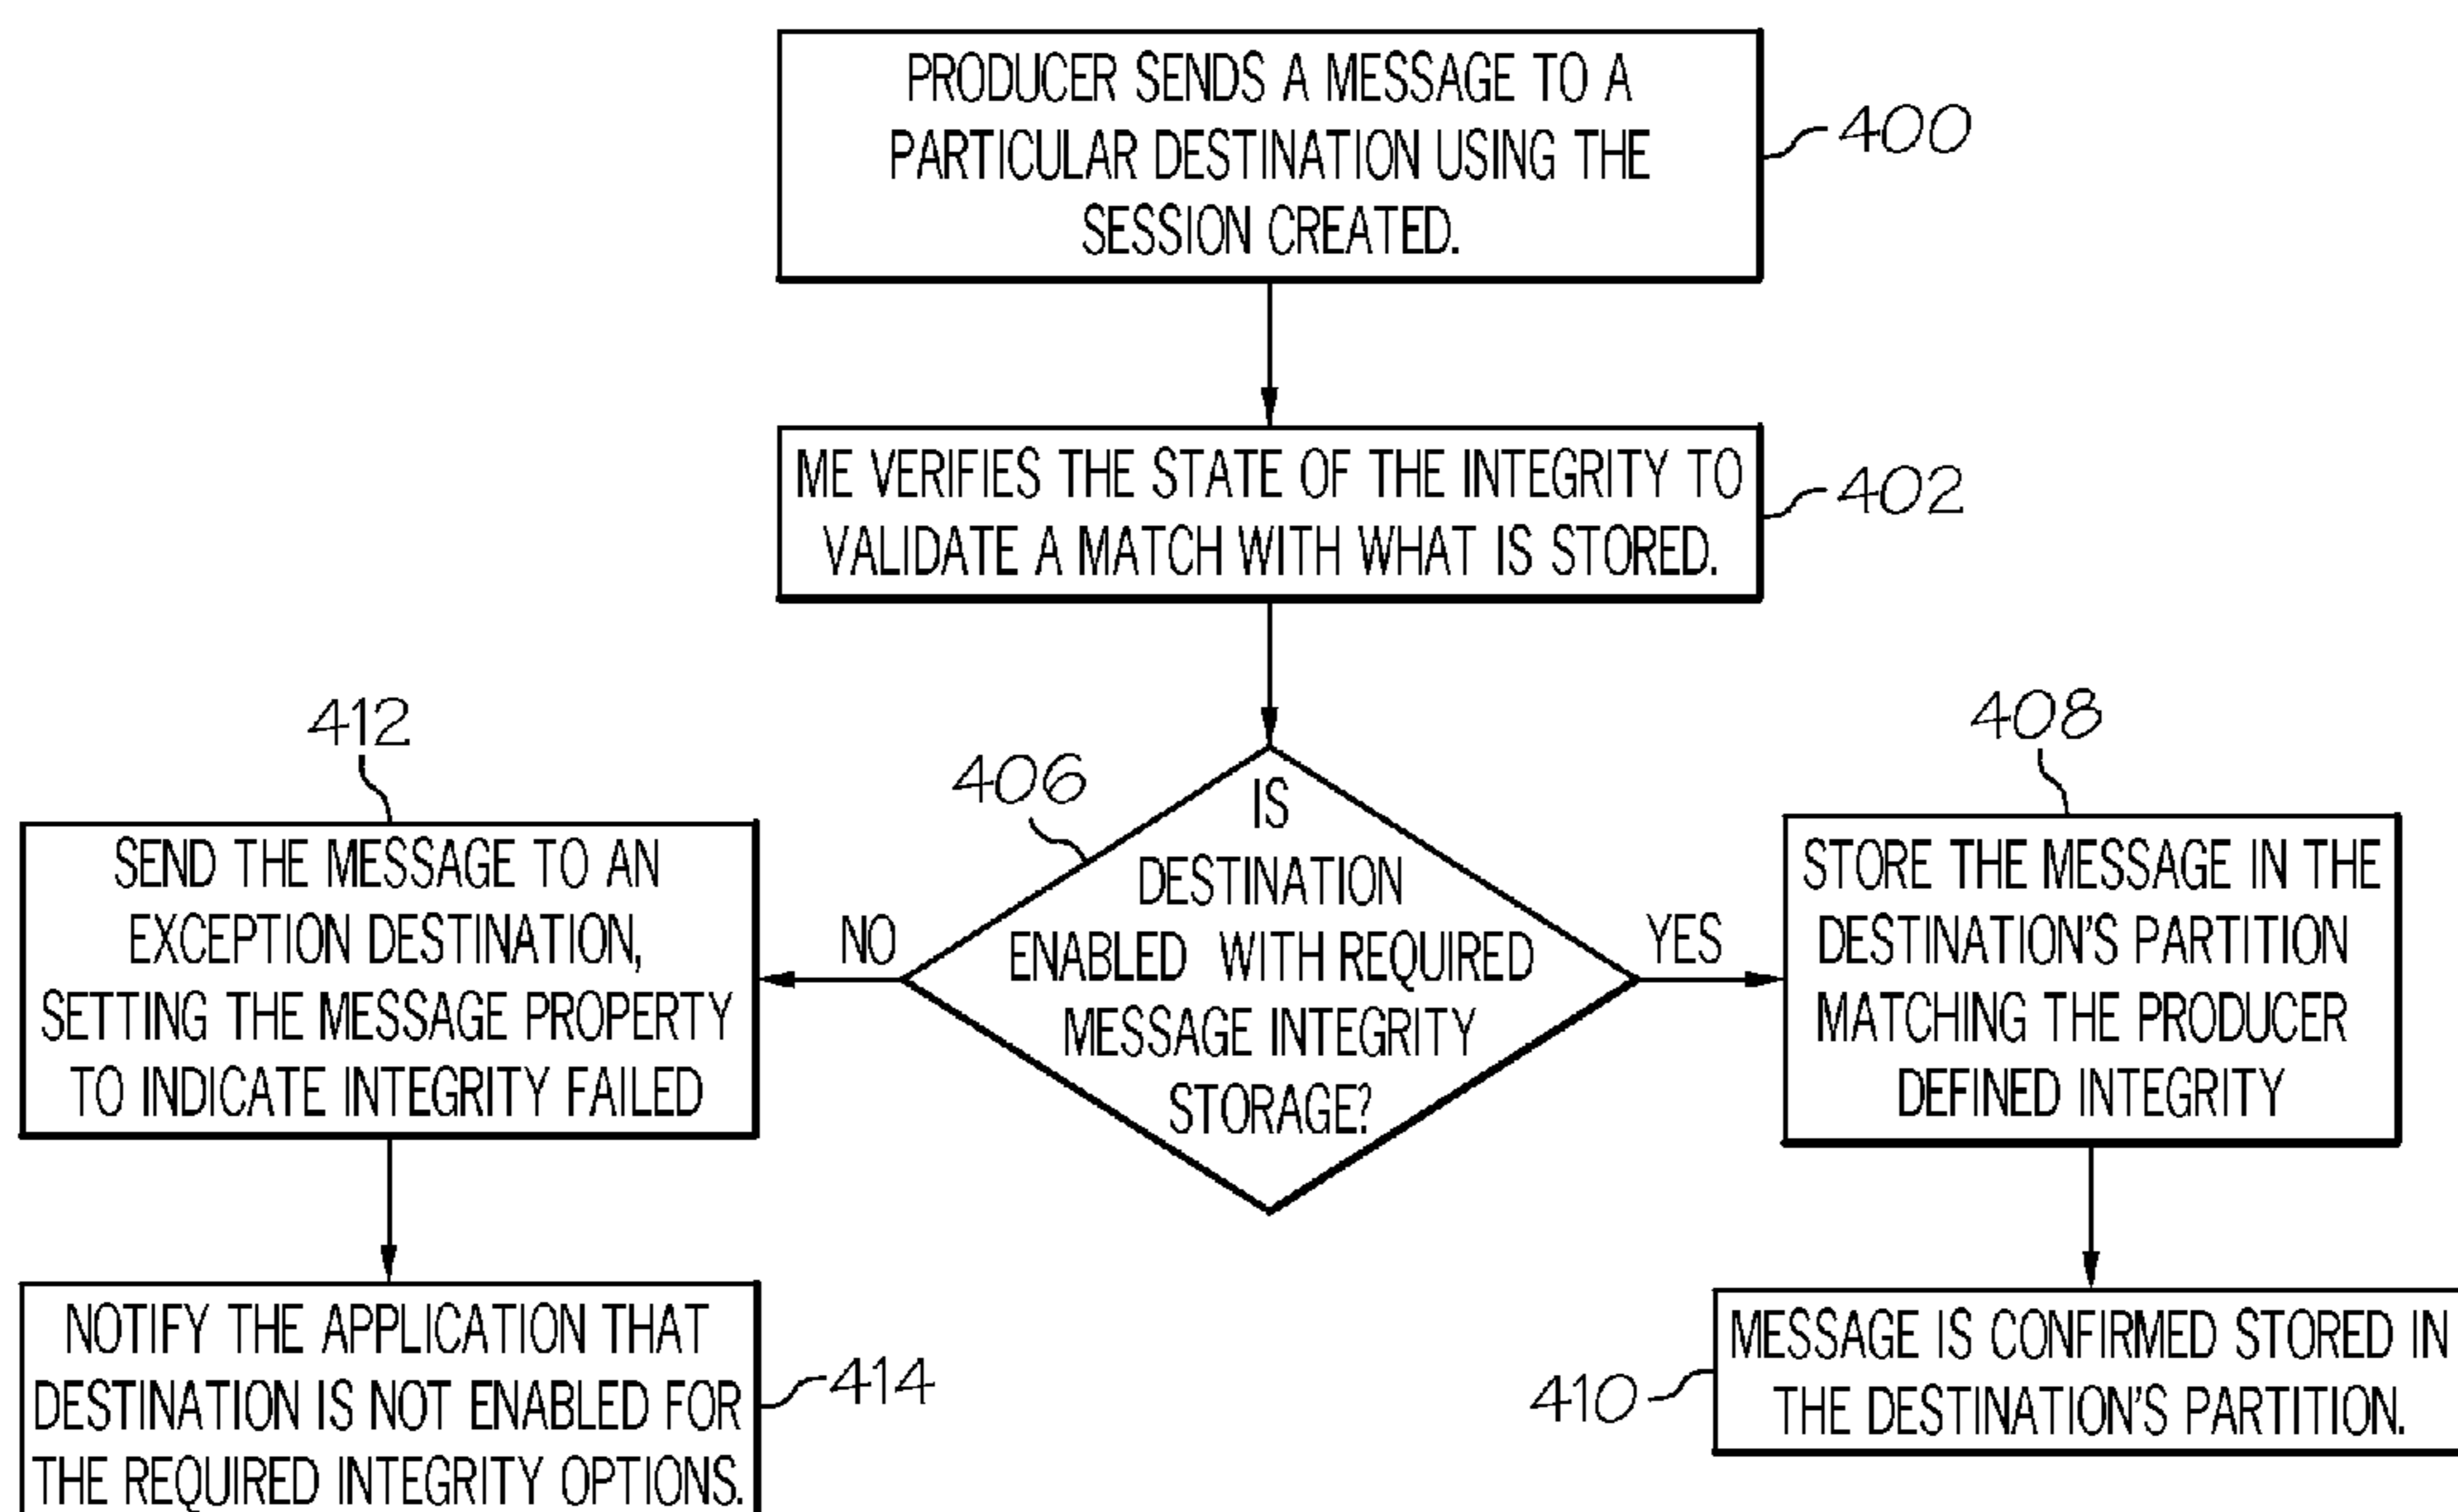 PRODUCER SENDS A MESSAGE TO A
PARTICULAR DESTINATION USING THE
SESSION CREATED.
400
ME VERIFIES THE STATE OF THE INTEGRITY TO
VALIDATE A MATCH WITH WHAT IS STORED.
402
406
IS
DESTINATION
ENABLED WITH REQUIRED
MESSAGE INTEGRITY
STORAGE?
NO
YES
412
SEND THE MESSAGE TO AN
EXCEPTION DESTINATION,
SETTING THE MESSAGE PROPERTY
TO INDICATE INTEGRITY FAILED
408
STORE THE MESSAGE IN THE
DESTINATION'S PARTITION
MATCHING THE PRODUCER
DEFINED INTEGRITY
NOTIFY THE APPLICATION THAT
DESTINATION IS NOT ENABLED FOR
THE REQUIRED INTEGRITY OPTIONS.
414
410
MESSAGE IS CONFIRMED STORED IN
THE DESTINATION'S PARTITION.